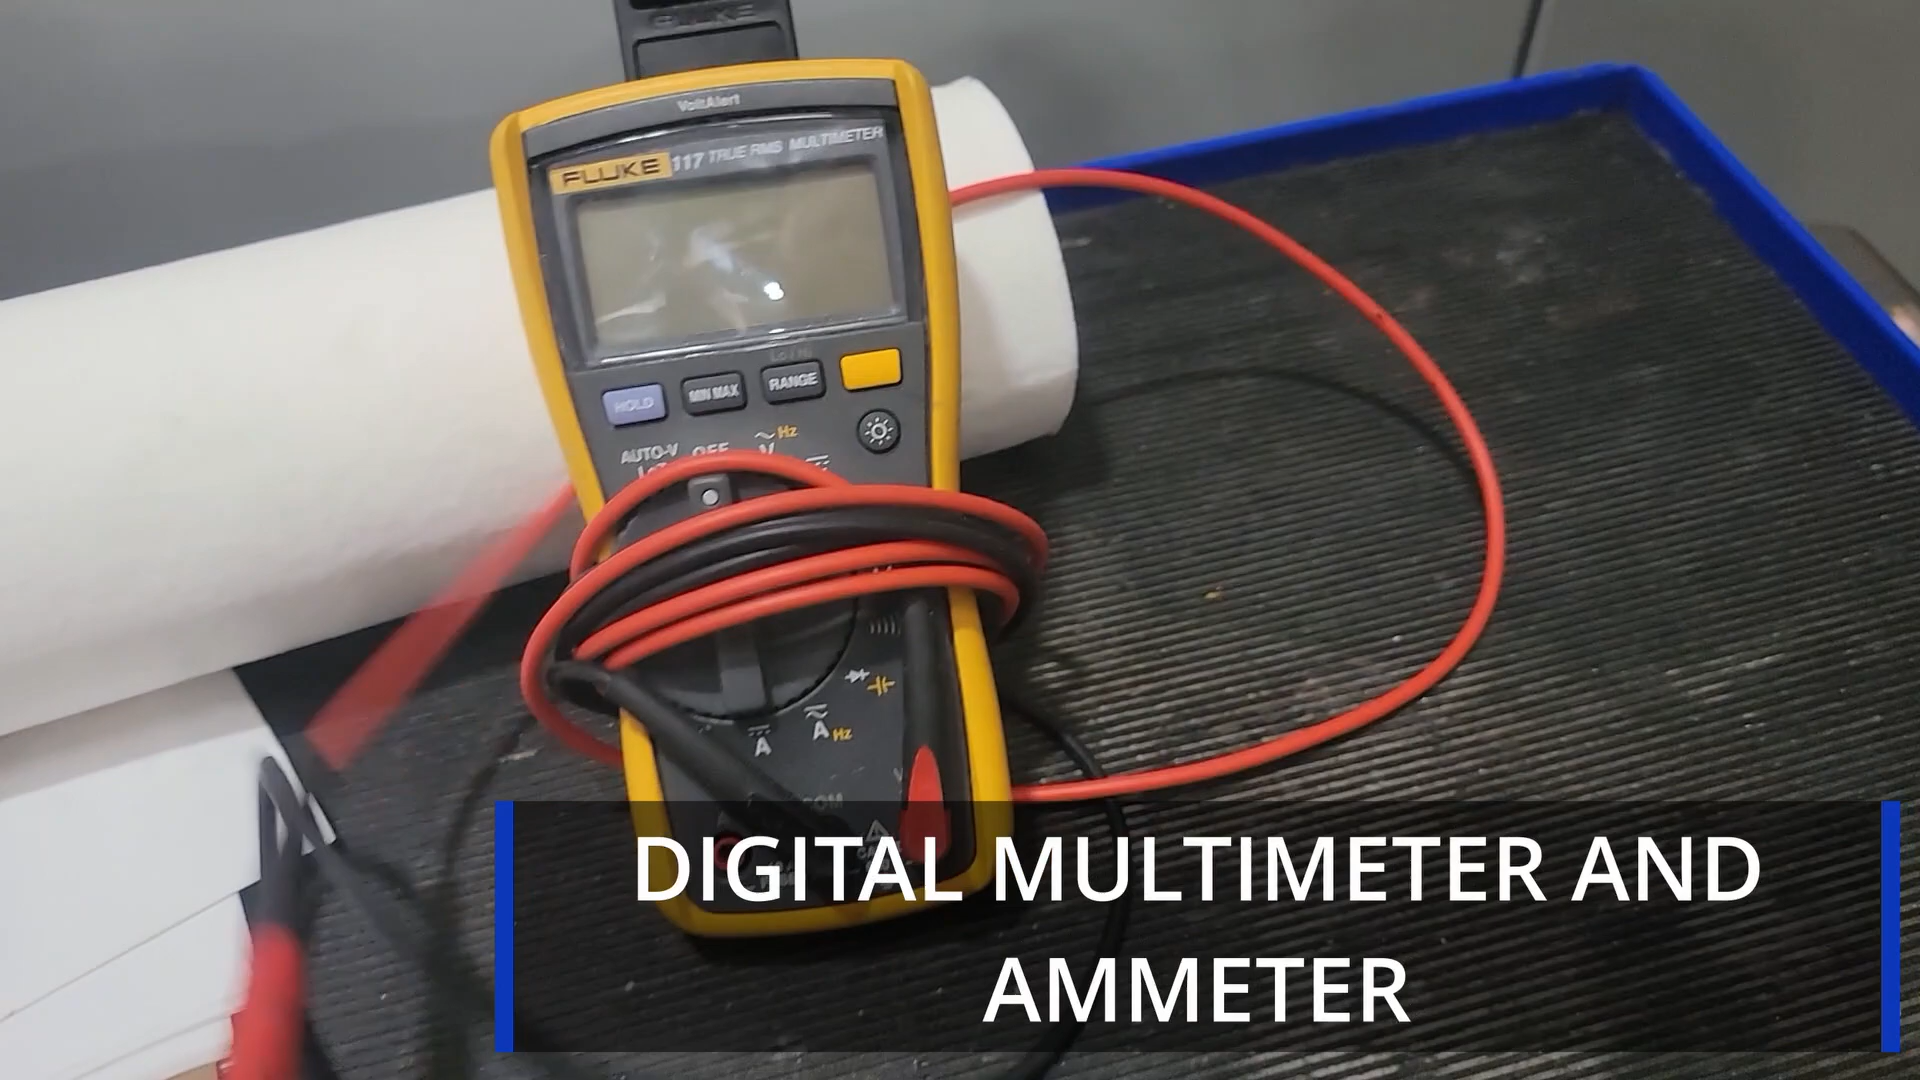 FLUKE
VoltAlert
FLUKE 117 TRUE RMS MULTIMETER
HOLD
MIN MAX
RANGE
AUTO-V
OFF
Hz
V
A
A Hz
COM
DIGITAL MULTIMETER AND
AMMETER